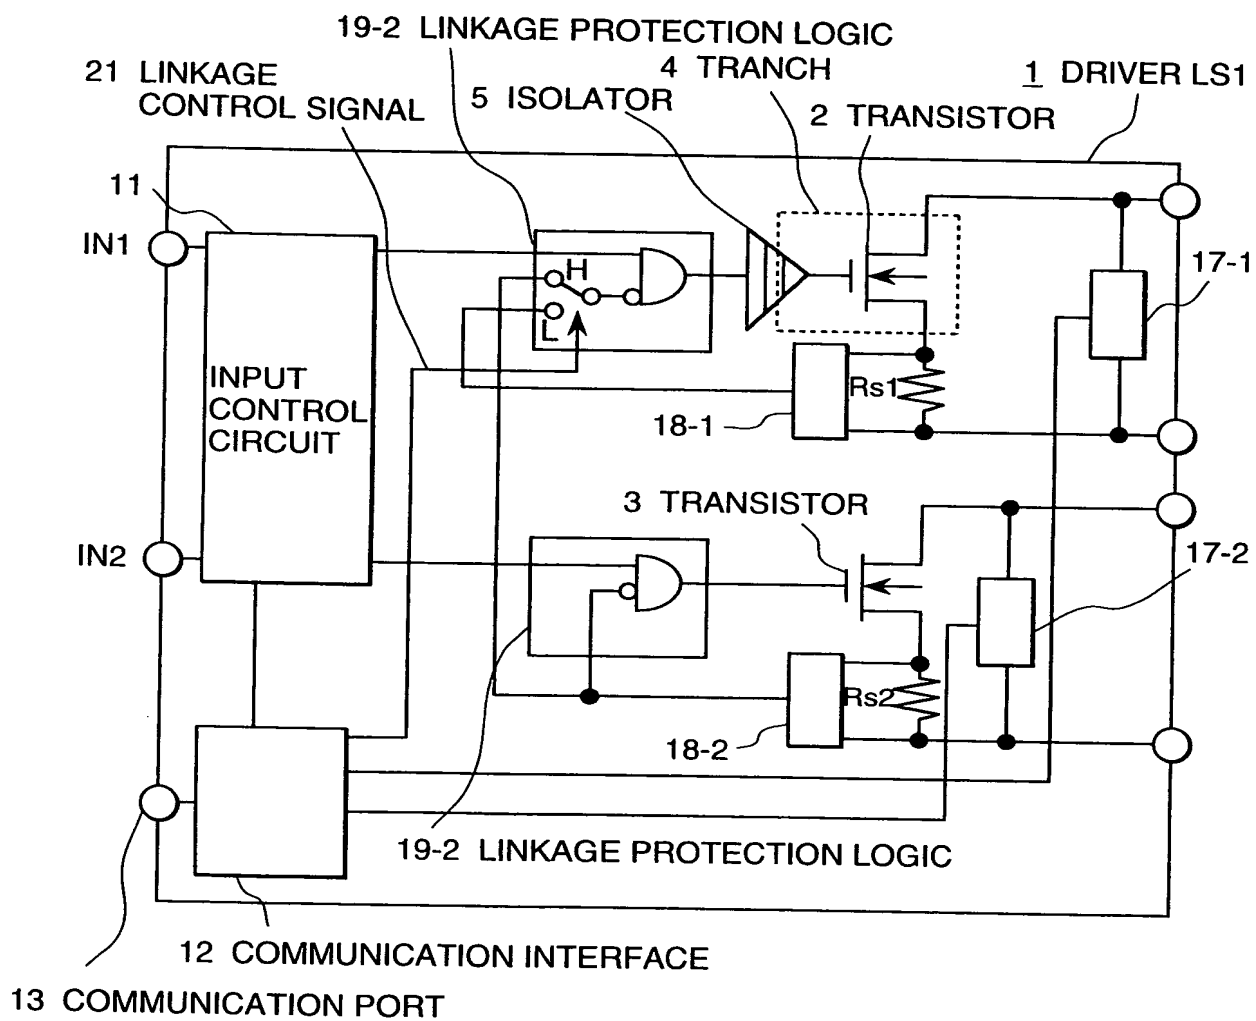 19-2 LINKAGE PROTECTION LOGIC
21 LINKAGE
CONTROL SIGNAL
4 TRANCH
1 DRIVER LS1
5 ISOLATOR
2 TRANSISTOR
11
IN1
H
L
17-1
INPUT
CONTROL
CIRCUIT
Rs1
18-1
3 TRANSISTOR
IN2
17-2
Rs2
18-2
19-2 LINKAGE PROTECTION LOGIC
12 COMMUNICATION INTERFACE
13 COMMUNICATION PORT